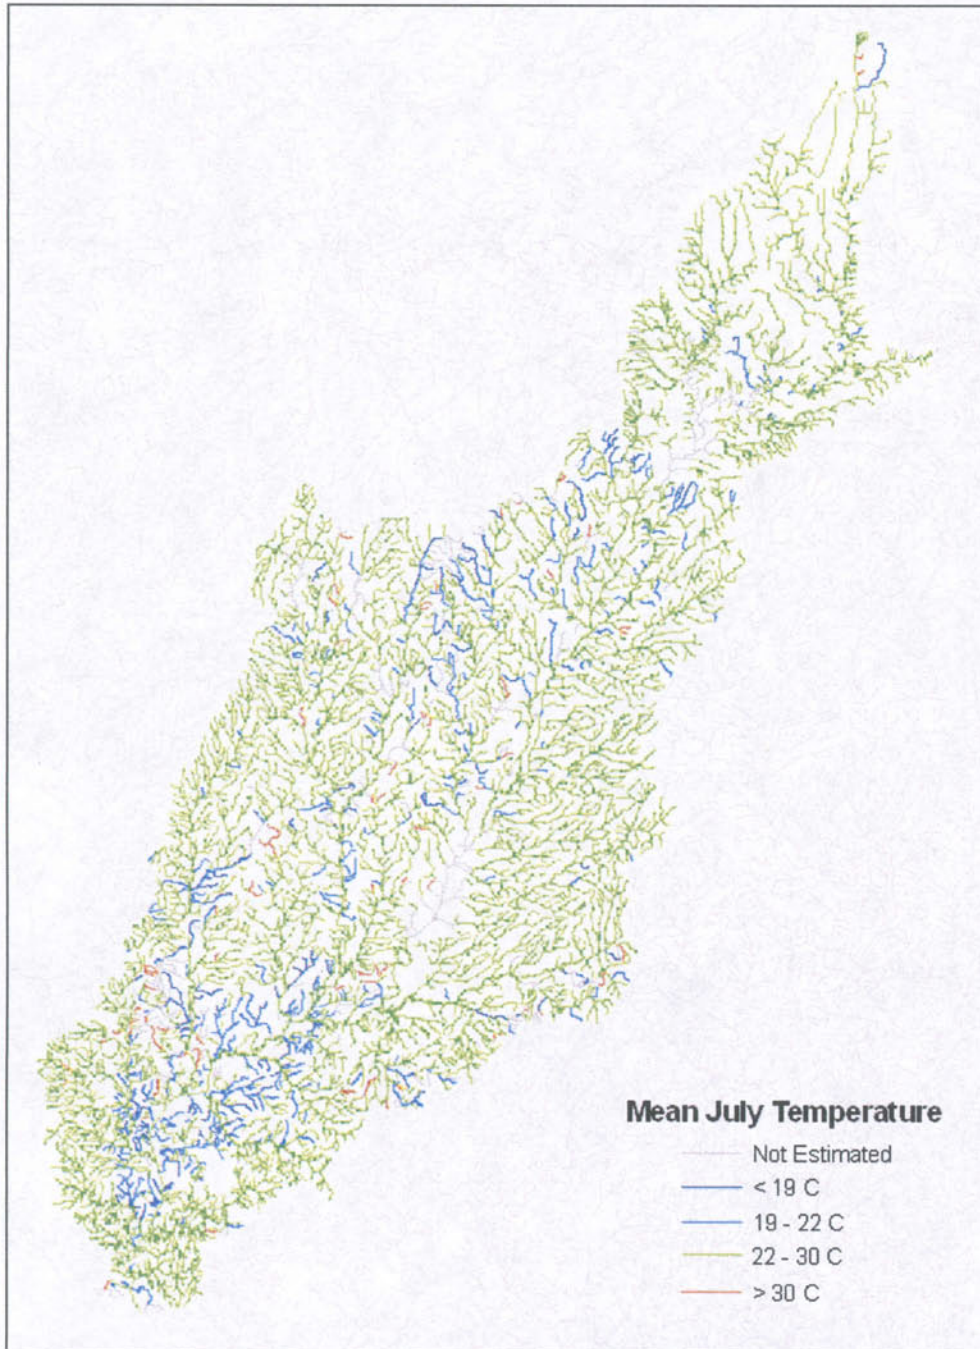 Mean July Temperature
Not Estimated
< 19 C
19 - 22 C
22 - 30 C
> 30 C